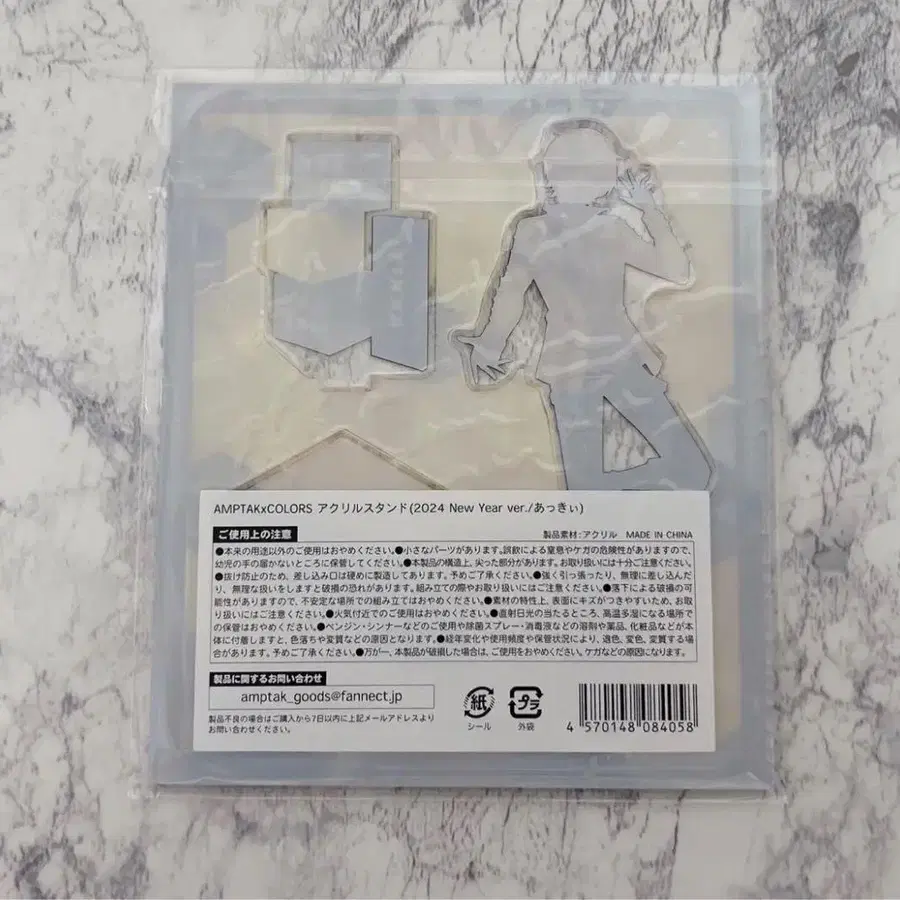 AMPTAKxCOLORS アクリルスタンド(2024 New Year ver./あっきぃ)
ご使用上の注意
製品素材：アクリル MADE IN CHINA
●本来の用途以外のご使用はおやめください。●小さなパーツがあります。誤飲による窒息やケガの危険性がありますので、
幼児の手の届かないところに保管してください。●本製品の構造上、尖った部分があります。お取り扱いには十分ご注意ください。
●抜け防止のため、差し込み口は硬めに製造してあります。予めご了承ください。●強く引っ張ったり、無理に差し込んだ
り、無理な扱いをしますと破損の恐れがあります。組み立ての際やお取り扱いにはご注意ください。●落下による破損の可
能性がありますので、不安定な場所での組み立てはおやめください。●素材の特性上、表面にキズがつきやすいため、お取
り扱いにはご注意ください。●火気付近でのご使用はおやめください。●直射日光の当たるところ、高温多湿になる場所で
の保管はおやめください。●ベンジン・シンナーなどのご使用や除菌スプレー・消毒液などの溶剤や薬品、化粧品などが本
体に付着しますと、色落ちや変質などの原因となります。●経年変化や使用頻度や保管状況により、退色、変色、変質する場
合があります。予めご了承ください。●万が一、本製品が破損した場合は、ご使用をおやめください。ケガなどの原因になります。
製品に関するお問い合わせ
amptak_goods@fannect.jp
製品不良の場合はご購入から7日以内に上記メールアドレスより
お問い合わせください。
紙
シール
プラ
外袋
4 570148 084058